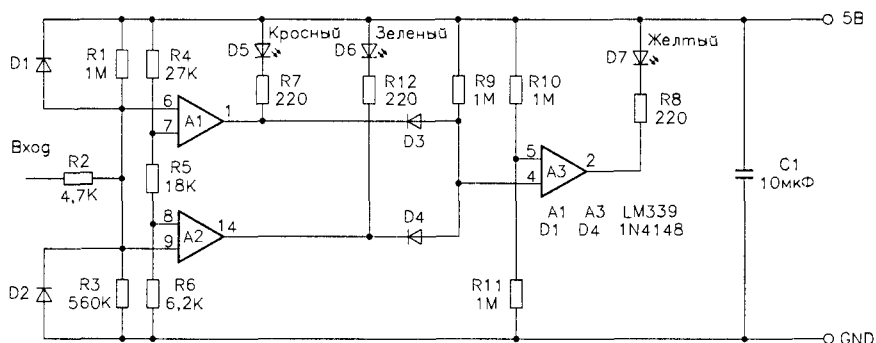 Красный
Зеленый
Желтый
5В
D1
R1
1M
R4
27K
D5
D6
D7
R7
220
R12
220
R9
1M
R10
1M
R8
220
6
7
A1
1
D3
Вход
R2
4,7K
R5
18K
5
4
A3
2
C1
10мкФ
8
9
A2
14
D4
A1 A3 LM339
D1 D4 1N4148
D2
R3
560K
R6
6,2K
R11
1M
GND